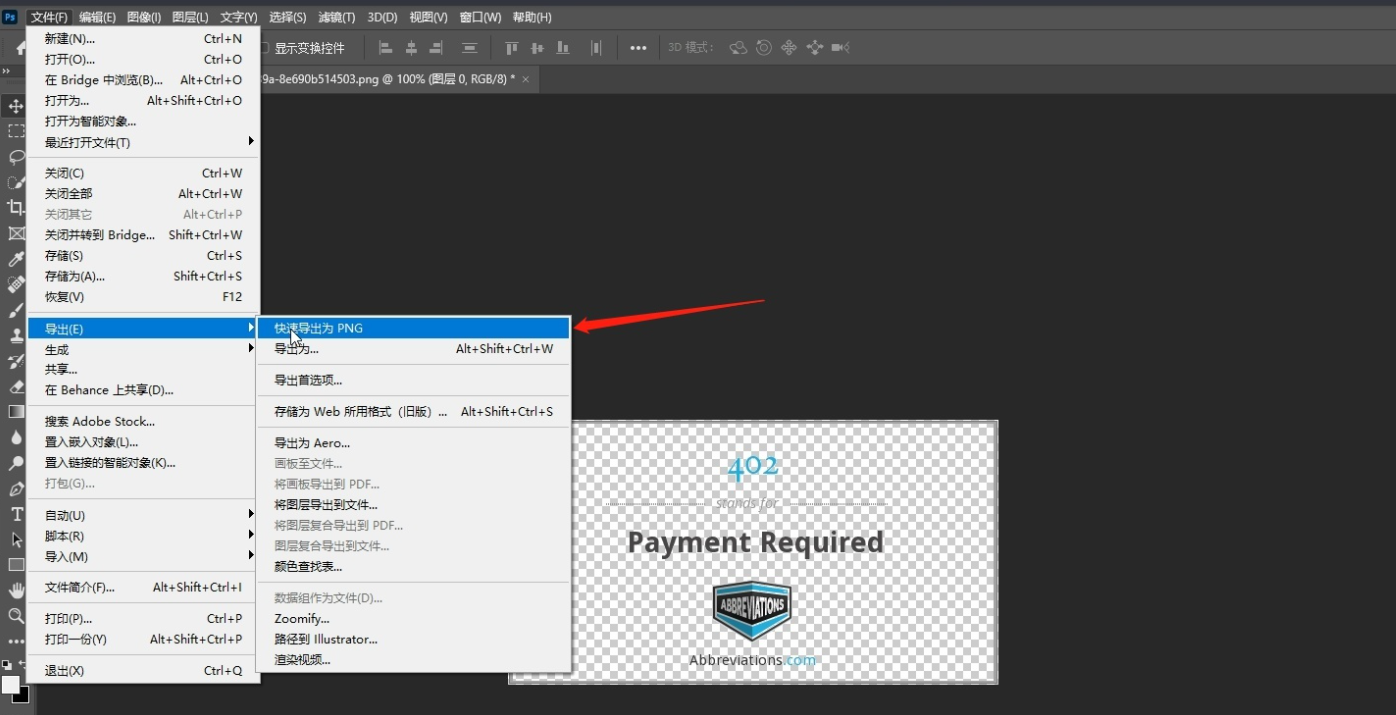 Ps 文件(F) 编辑(E) 图像(I) 图层(L) 文字(Y) 选择(S) 滤镜(T) 3D(D) 视图(V) 窗口(W) 帮助(H)
显示变换控件 ••• 3D 模式:
9a-8e690b514503.png @ 100% (图层 0, RGB/8) * ×
新建(N)... Ctrl+N
打开(O)... Ctrl+O
在 Bridge 中浏览(B)... Alt+Ctrl+O
打开为... Alt+Shift+Ctrl+O
打开为智能对象...
最近打开文件(T)
关闭(C) Ctrl+W
关闭全部 Alt+Ctrl+W
关闭其它 Alt+Ctrl+P
关闭并转到 Bridge... Shift+Ctrl+W
存储(S) Ctrl+S
存储为(A)... Shift+Ctrl+S
恢复(V) F12
导出(E)
生成
共享...
在 Behance 上共享(D)...
搜索 Adobe Stock...
置入嵌入对象(L)...
置入链接的智能对象(K)...
打包(G)...
自动(U)
脚本(R)
导入(M)
文件简介(F)... Alt+Shift+Ctrl+I
打印(P)... Ctrl+P
打印一份(Y) Alt+Shift+Ctrl+P
退出(X) Ctrl+Q
快速导出为 PNG
导出为... Alt+Shift+Ctrl+W
导出首选项...
存储为 Web 所用格式（旧版）... Alt+Shift+Ctrl+S
导出为 Aero...
画板至文件...
将画板导出到 PDF...
将图层导出到文件...
将图层复合导出到 PDF...
图层复合导出到文件...
颜色查找表...
数据组作为文件(D)...
Zoomify...
路径到 Illustrator...
渲染视频...
402
stands for
Payment Required
ABBREVIATIONS
Abbreviations.com